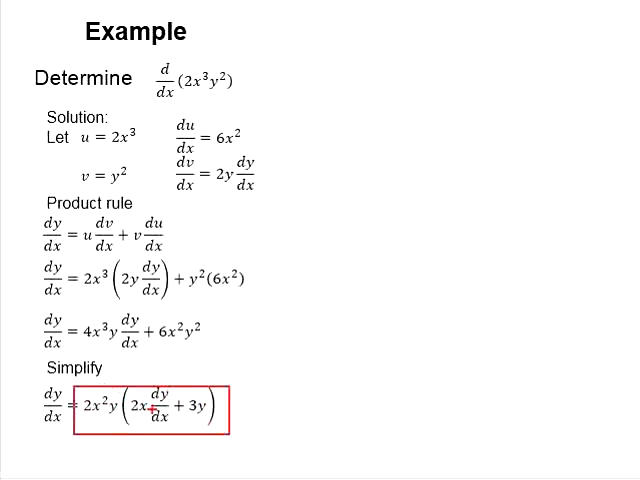 Example
Determine d/dx (2x³y²)
Solution:
Let u = 2x³ du/dx = 6x²
v = y² dv/dx = 2y dy/dx
Product rule
dy/dx = u dv/dx + v du/dx
dy/dx = 2x³ (2y dy/dx) + y²(6x²)
dy/dx = 4x³y dy/dx + 6x²y²
Simplify
dy/dx = 2x²y (2x dy/dx + 3y)